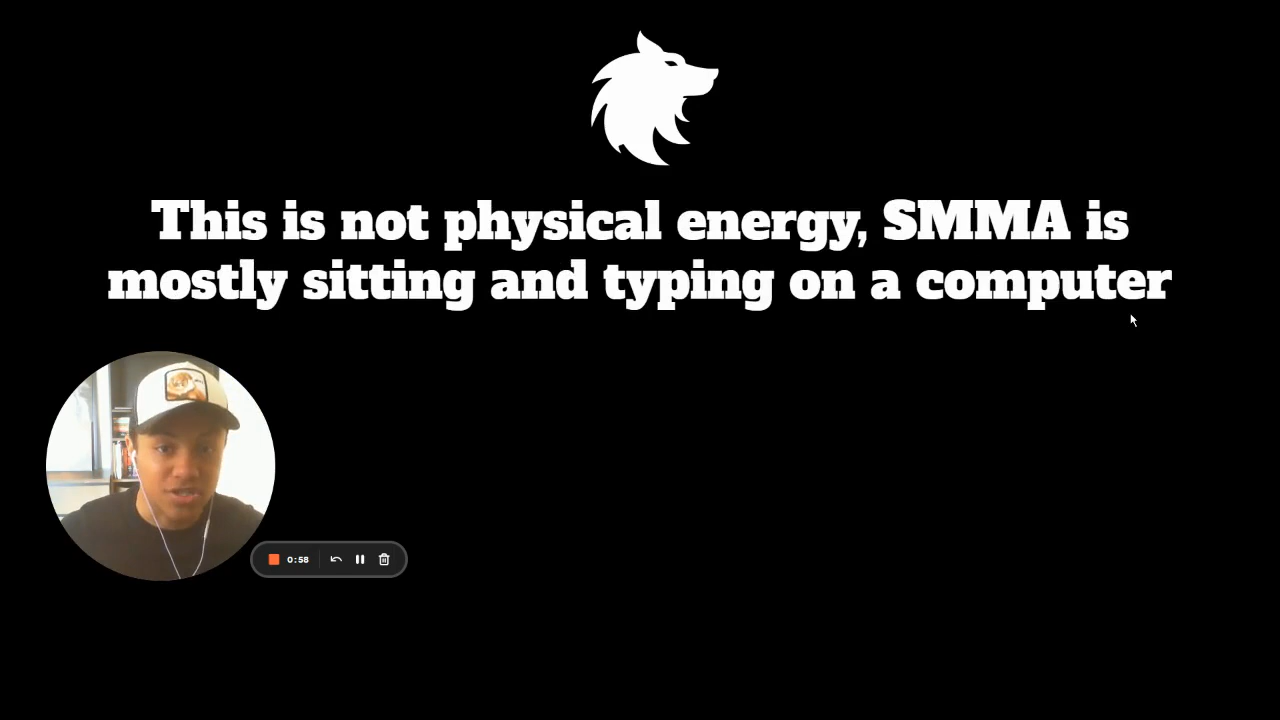 This is not physical energy, SMMA is
mostly sitting and typing on a computer
0:58